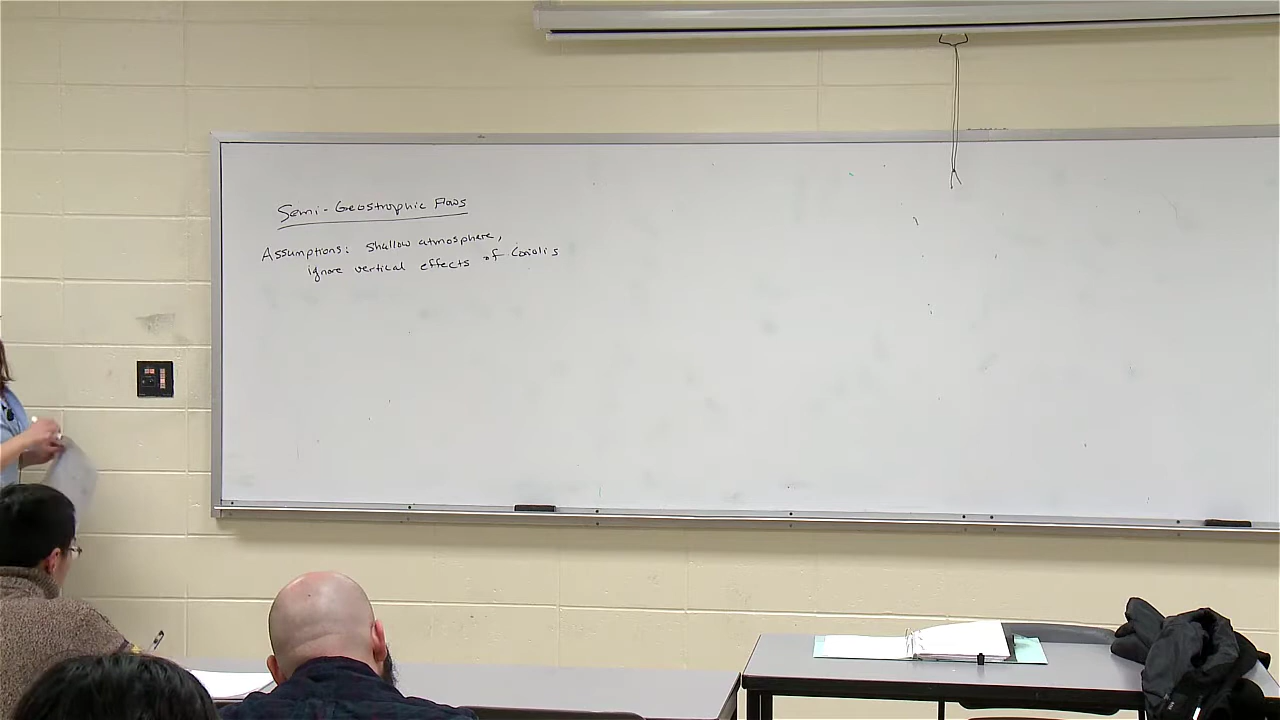 Semi-Geostrophic Flows
Assumptions: shallow atmosphere,
ignore vertical effects of Coriolis